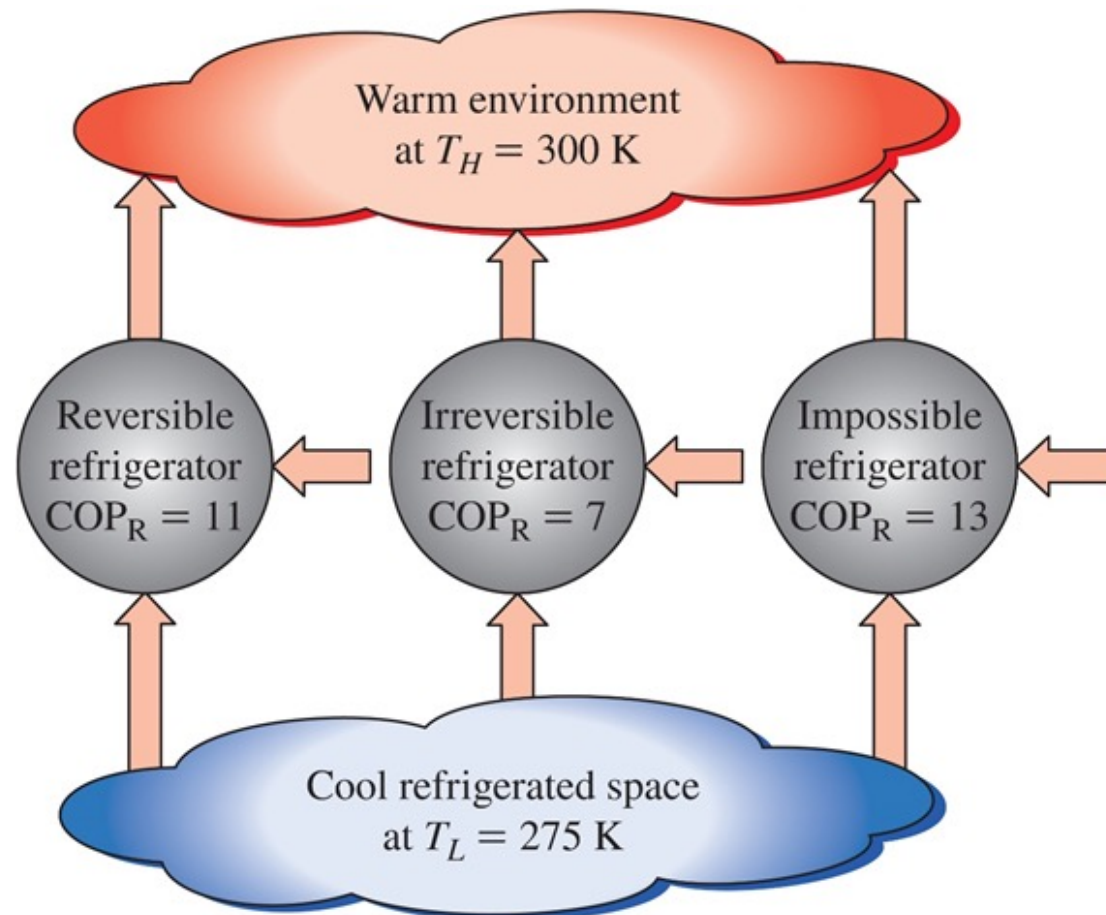 Warm environment
at T_H = 300 K
Reversible
refrigerator
COP_R = 11
Irreversible
refrigerator
COP_R = 7
Impossible
refrigerator
COP_R = 13
Cool refrigerated space
at T_L = 275 K